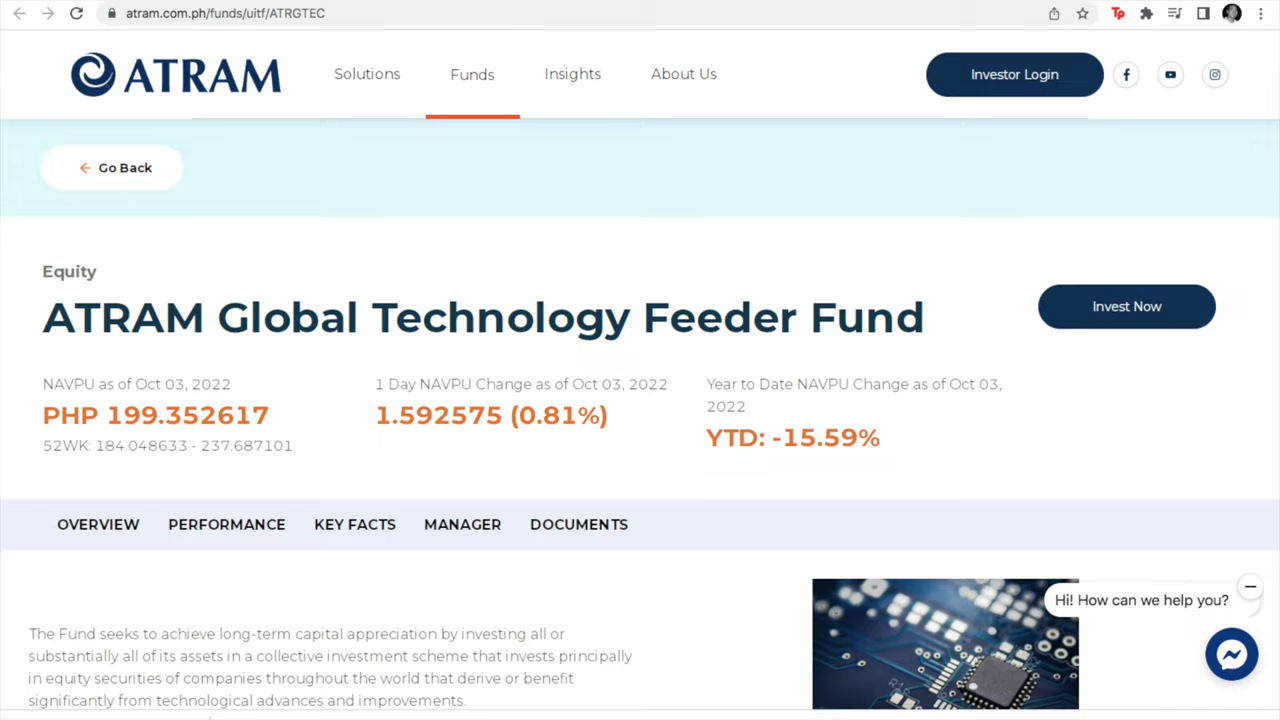 atram.com.ph/funds/uitf/ATRGTEC
Tp
ATRAM
Solutions
Funds
Insights
About Us
Investor Login
Go Back
Equity
ATRAM Global Technology Feeder Fund
Invest Now
NAVPU as of Oct 03, 2022
PHP 199.352617
52WK: 184.048633 - 237.687101
1 Day NAVPU Change as of Oct 03, 2022
1.592575 (0.81%)
Year to Date NAVPU Change as of Oct 03,
2022
YTD: -15.59%
OVERVIEW
PERFORMANCE
KEY FACTS
MANAGER
DOCUMENTS
The Fund seeks to achieve long-term capital appreciation by investing all or
substantially all of its assets in a collective investment scheme that invests principally
in equity securities of companies throughout the world that derive or benefit
significantly from technological advances and improvements.
Hi! How can we help you?